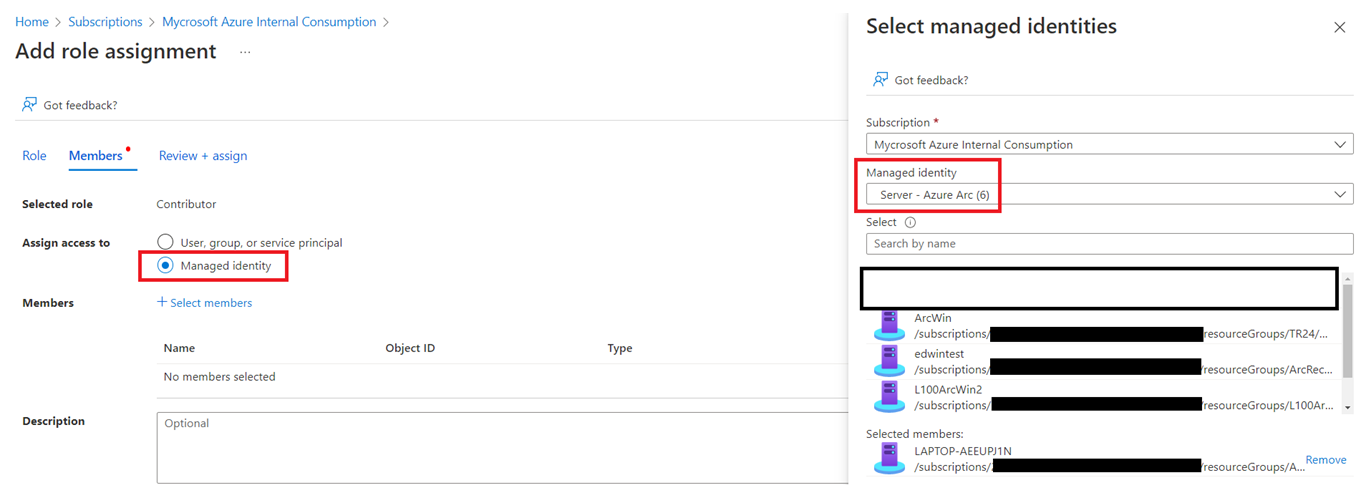 Home > Subscriptions > Mycrosoft Azure Internal Consumption >
Add role assignment ...
Got feedback?
Role Members Review + assign
Selected role Contributor
Assign access to User, group, or service principal
Managed identity
Members + Select members
Name Object ID Type
No members selected
Description Optional
Select managed identities
Got feedback?
Subscription *
Mycrosoft Azure Internal Consumption
Managed identity
Server - Azure Arc (6)
Select
Search by name
ArcWin
/subscriptions/ resourceGroups/TR24/...
edwintest
/subscriptions/ resourceGroups/ArcRec...
L100ArcWin2
/subscriptions/ resourceGroups/L100Ar...
Selected members:
LAPTOP-AEEUPJ1N
/subscriptions/ resourceGroups/A... Remove